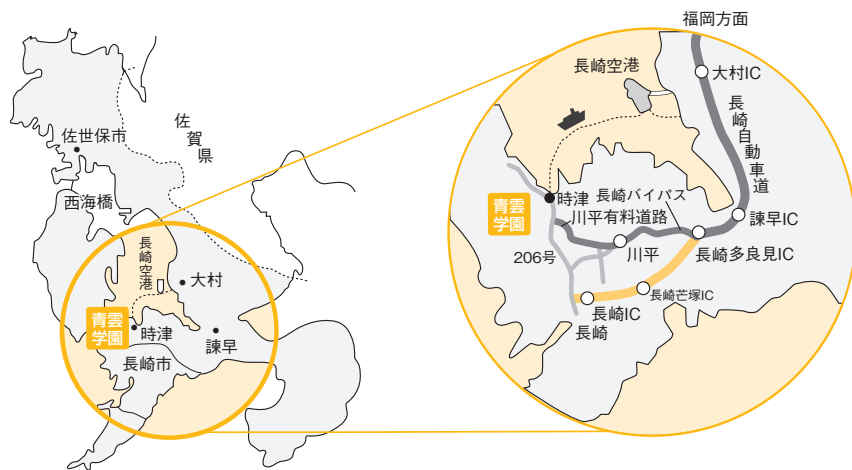 佐世保市
佐賀県
西海橋
長崎空港
大村
青雲
学園
時津
諫早
長崎市
福岡方面
大村IC
長崎空港
長崎自動車道
青雲
学園
時津
長崎バイパス
川平有料道路
諫早IC
206号
川平
長崎多良見IC
長崎芒塚IC
長崎IC
長崎